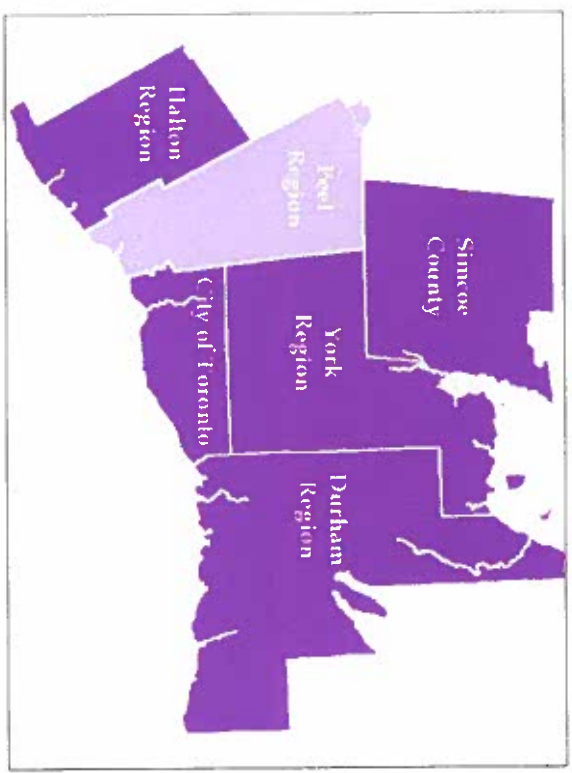 Simcoe
County
Peel
Region
Halton
Region
York
Region
Durham
Region
City of Toronto